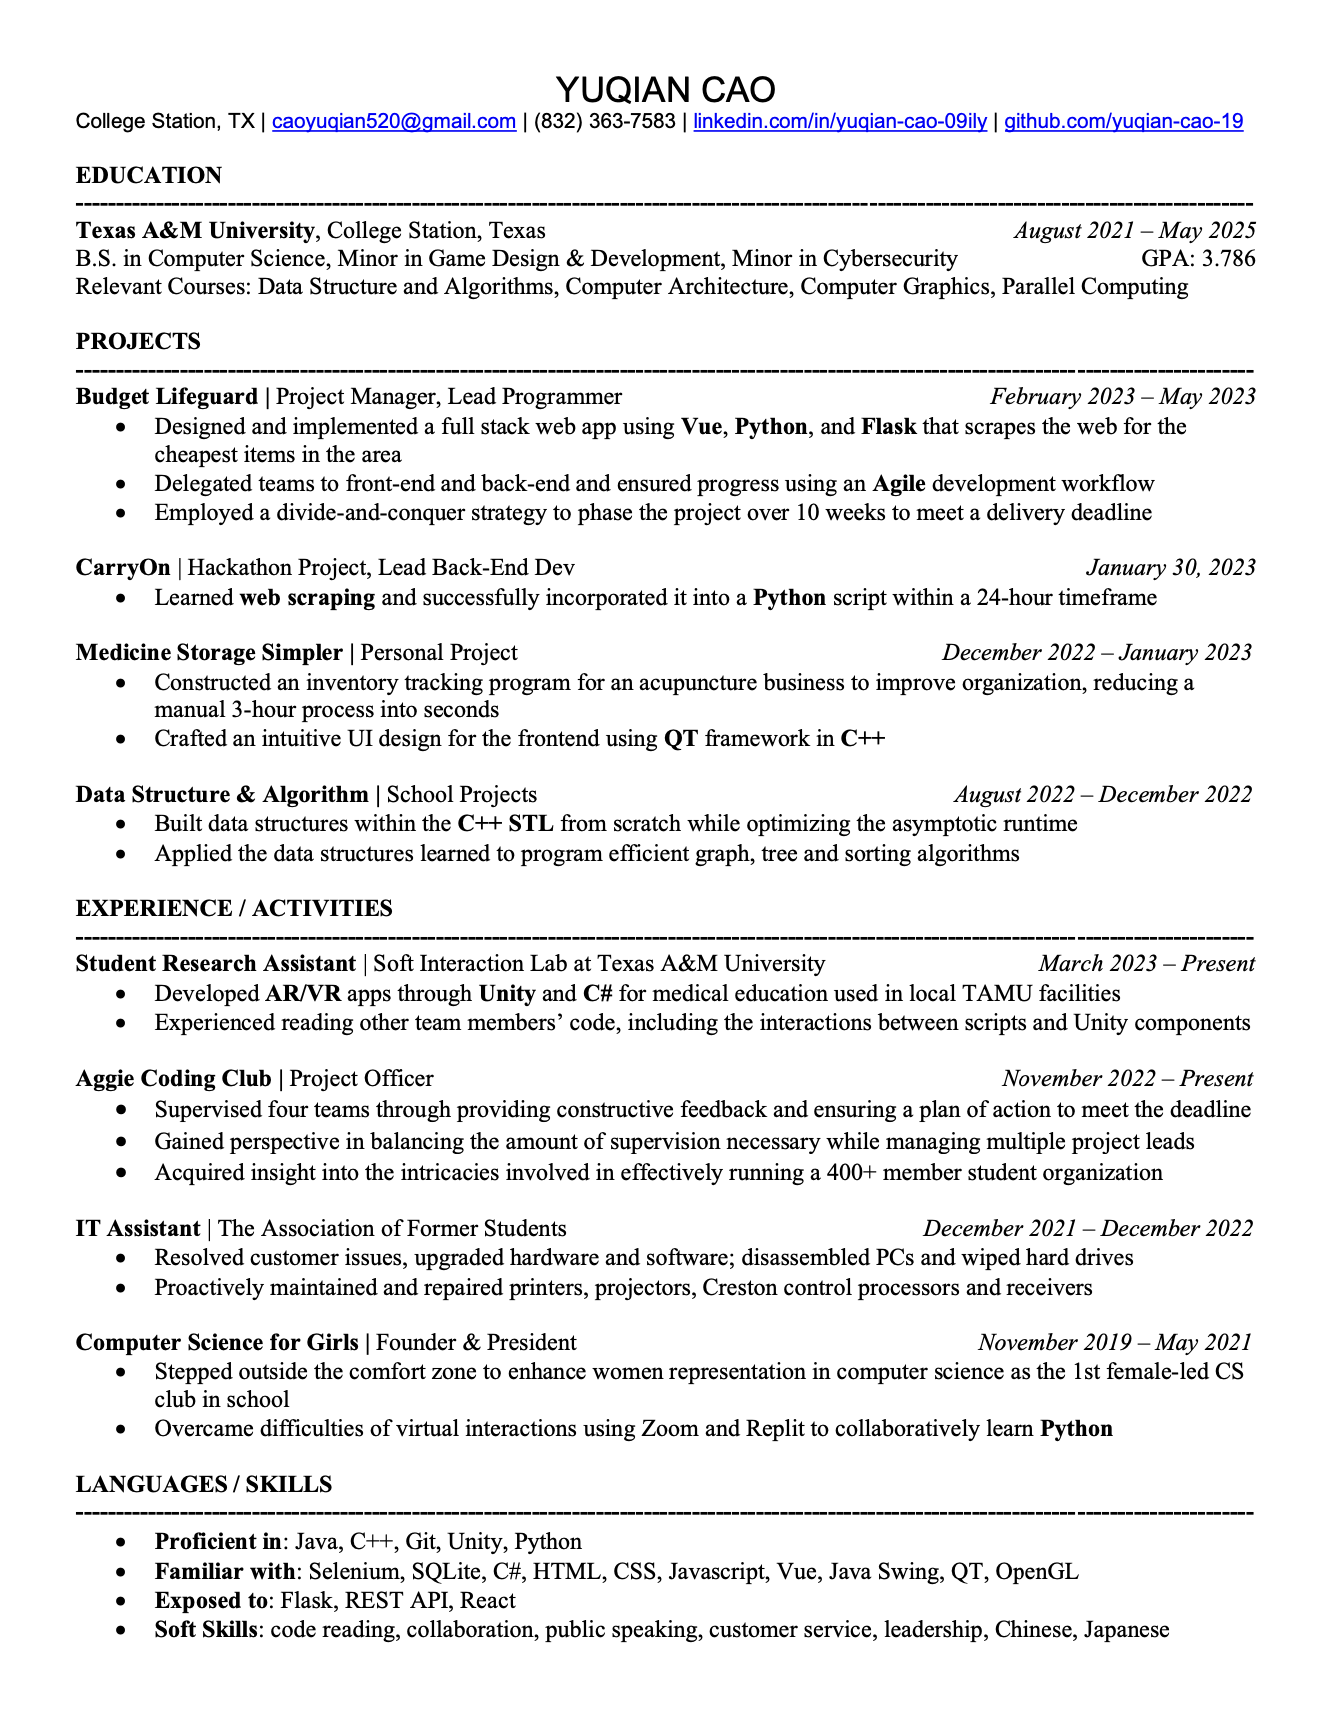 YUQIAN CAO
College Station, TX | caoyuqian520@gmail.com | (832) 363-7583 | linkedin.com/in/yuqian-cao-09ily | github.com/yuqian-cao-19
EDUCATION
Texas A&M University, College Station, Texas August 2021 – May 2025
B.S. in Computer Science, Minor in Game Design & Development, Minor in Cybersecurity GPA: 3.786
Relevant Courses: Data Structure and Algorithms, Computer Architecture, Computer Graphics, Parallel Computing
PROJECTS
Budget Lifeguard | Project Manager, Lead Programmer February 2023 – May 2023
• Designed and implemented a full stack web app using Vue, Python, and Flask that scrapes the web for the
cheapest items in the area
• Delegated teams to front-end and back-end and ensured progress using an Agile development workflow
• Employed a divide-and-conquer strategy to phase the project over 10 weeks to meet a delivery deadline
CarryOn | Hackathon Project, Lead Back-End Dev January 30, 2023
• Learned web scraping and successfully incorporated it into a Python script within a 24-hour timeframe
Medicine Storage Simpler | Personal Project December 2022 – January 2023
• Constructed an inventory tracking program for an acupuncture business to improve organization, reducing a
manual 3-hour process into seconds
• Crafted an intuitive UI design for the frontend using QT framework in C++
Data Structure & Algorithm | School Projects August 2022 – December 2022
• Built data structures within the C++ STL from scratch while optimizing the asymptotic runtime
• Applied the data structures learned to program efficient graph, tree and sorting algorithms
EXPERIENCE / ACTIVITIES
Student Research Assistant | Soft Interaction Lab at Texas A&M University March 2023 – Present
• Developed AR/VR apps through Unity and C# for medical education used in local TAMU facilities
• Experienced reading other team members’ code, including the interactions between scripts and Unity components
Aggie Coding Club | Project Officer November 2022 – Present
• Supervised four teams through providing constructive feedback and ensuring a plan of action to meet the deadline
• Gained perspective in balancing the amount of supervision necessary while managing multiple project leads
• Acquired insight into the intricacies involved in effectively running a 400+ member student organization
IT Assistant | The Association of Former Students December 2021 – December 2022
• Resolved customer issues, upgraded hardware and software; disassembled PCs and wiped hard drives
• Proactively maintained and repaired printers, projectors, Creston control processors and receivers
Computer Science for Girls | Founder & President November 2019 – May 2021
• Stepped outside the comfort zone to enhance women representation in computer science as the 1st female-led CS
club in school
• Overcame difficulties of virtual interactions using Zoom and Replit to collaboratively learn Python
LANGUAGES / SKILLS
• Proficient in: Java, C++, Git, Unity, Python
• Familiar with: Selenium, SQLite, C#, HTML, CSS, Javascript, Vue, Java Swing, QT, OpenGL
• Exposed to: Flask, REST API, React
• Soft Skills: code reading, collaboration, public speaking, customer service, leadership, Chinese, Japanese